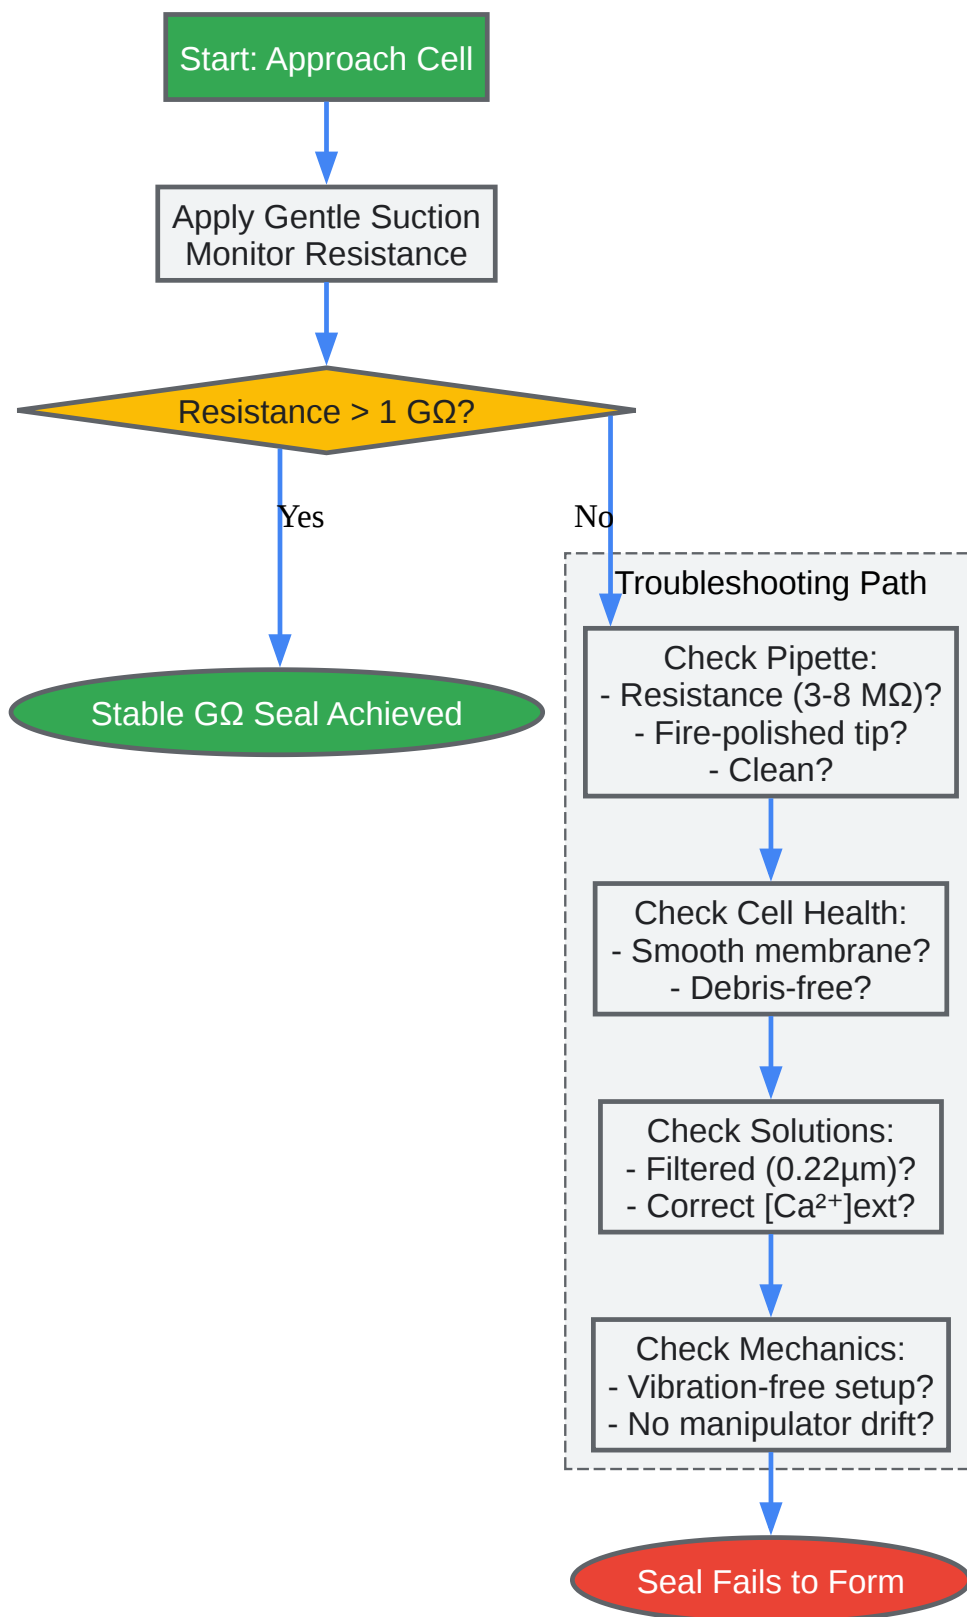 Start: Approach Cell
Apply Gentle Suction
Monitor Resistance
Resistance > 1 GΩ?
Yes
No
Stable GΩ Seal Achieved
Troubleshooting Path
Check Pipette:
- Resistance (3-8 MΩ)?
- Fire-polished tip?
- Clean?
Check Cell Health:
- Smooth membrane?
- Debris-free?
Check Solutions:
- Filtered (0.22µm)?
- Correct [Ca²⁺]ext?
Check Mechanics:
- Vibration-free setup?
- No manipulator drift?
Seal Fails to Form